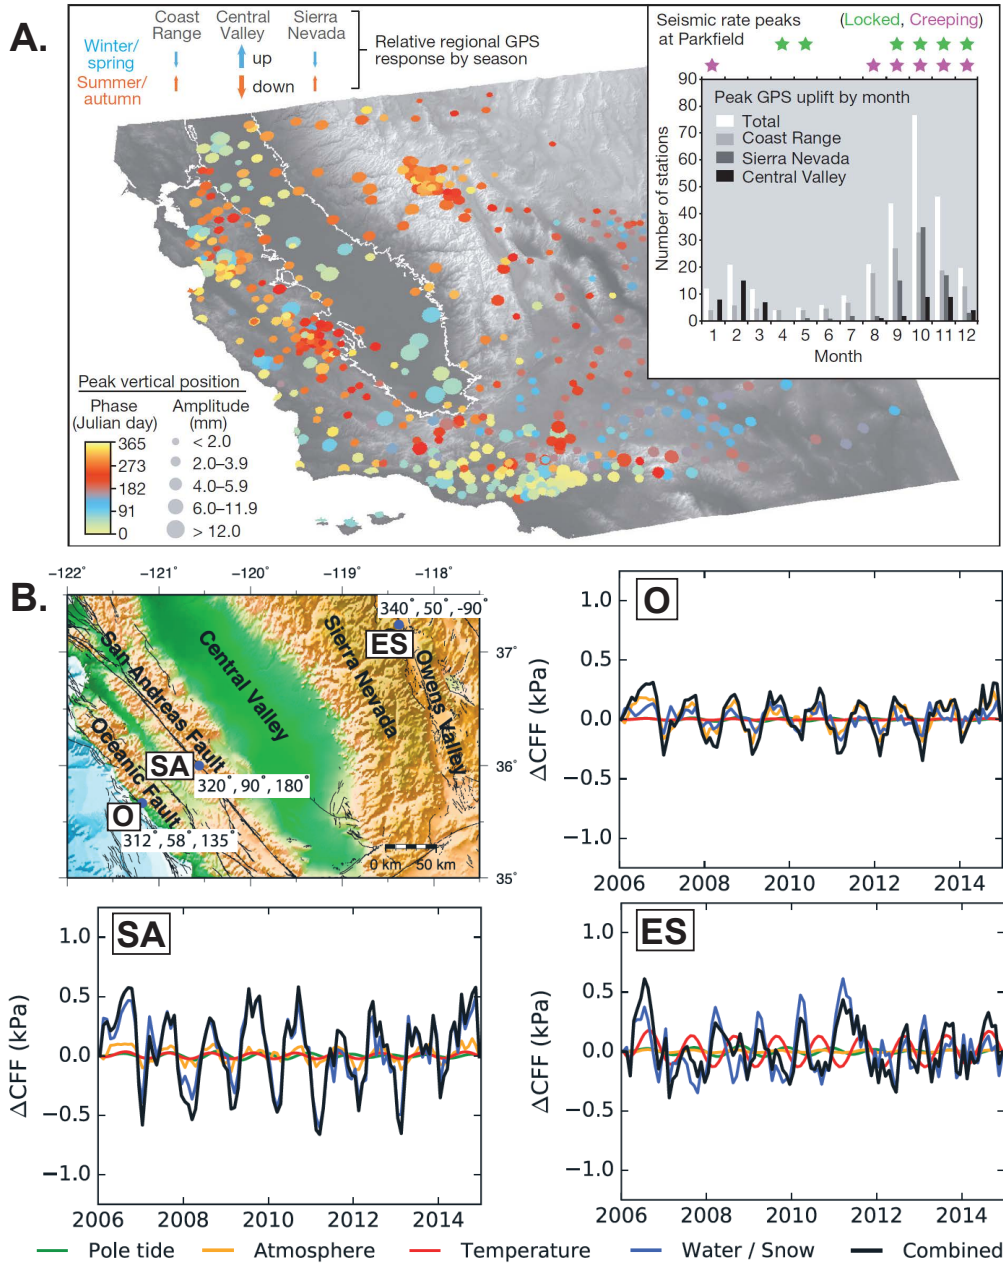 A.
Coast Range
Central Valley
Sierra Nevada
Winter/spring
up
Summer/autumn
down
Relative regional GPS response by season
Seismic rate peaks at Parkfield
(Locked, Creeping)
Peak GPS uplift by month
Total
Coast Range
Sierra Nevada
Central Valley
Number of stations
90
80
70
60
50
40
30
20
10
0
1 2 3 4 5 6 7 8 9 10 11 12
Month
Peak vertical position
Phase (Julian day)
365
273
182
91
0
Amplitude (mm)
< 2.0
2.0–3.9
4.0–5.9
6.0–11.9
> 12.0
B.
−122° −121° −120° −119° −118°
37°
36°
35°
340°,50°,-90°
ES
San Andreas Fault
Central Valley
Sierra Nevada
Owens Valley
Oceanic Fault
SA
320°,90°,180°
O
312°,58°,135°
0 km 50 km
O
ΔCFF (kPa)
1.0
0.5
0.0
−0.5
−1.0
2006 2008 2010 2012 2014
SA
ΔCFF (kPa)
1.0
0.5
0.0
−0.5
−1.0
2006 2008 2010 2012 2014
ES
ΔCFF (kPa)
1.0
0.5
0.0
−0.5
−1.0
2006 2008 2010 2012 2014
Pole tide
Atmosphere
Temperature
Water / Snow
Combined